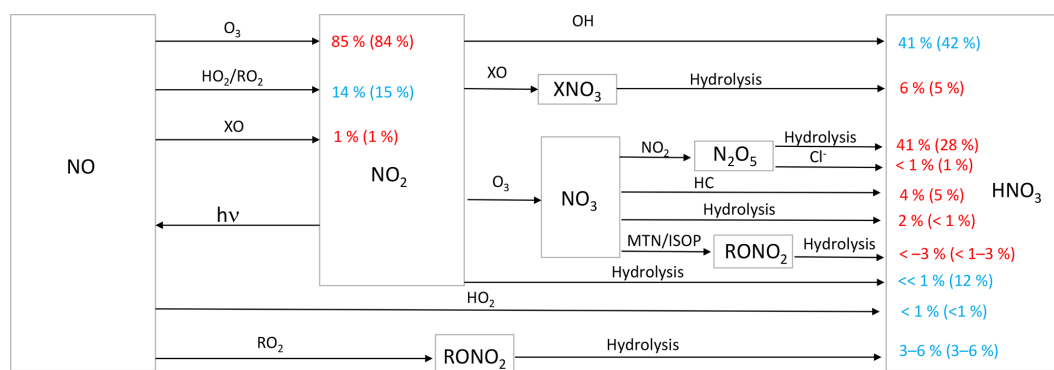 O₃
85 % (84 %)
OH
41 % (42 %)
HO₂/RO₂
14 % (15 %)
XO
XNO₃
Hydrolysis
6 % (5 %)
XO
1 % (1 %)
NO
NO₂
O₃
NO₃
NO₂
N₂O₅
Hydrolysis
41 % (28 %)
Cl⁻
< 1 % (1 %)
HC
4 % (5 %)
HNO₃
Hydrolysis
2 % (< 1 %)
hν
MTN/ISOP
RONO₂
Hydrolysis
< –3 % (< 1–3 %)
Hydrolysis
<< 1 % (12 %)
HO₂
< 1 % (<1 %)
RO₂
RONO₂
Hydrolysis
3–6 % (3–6 %)